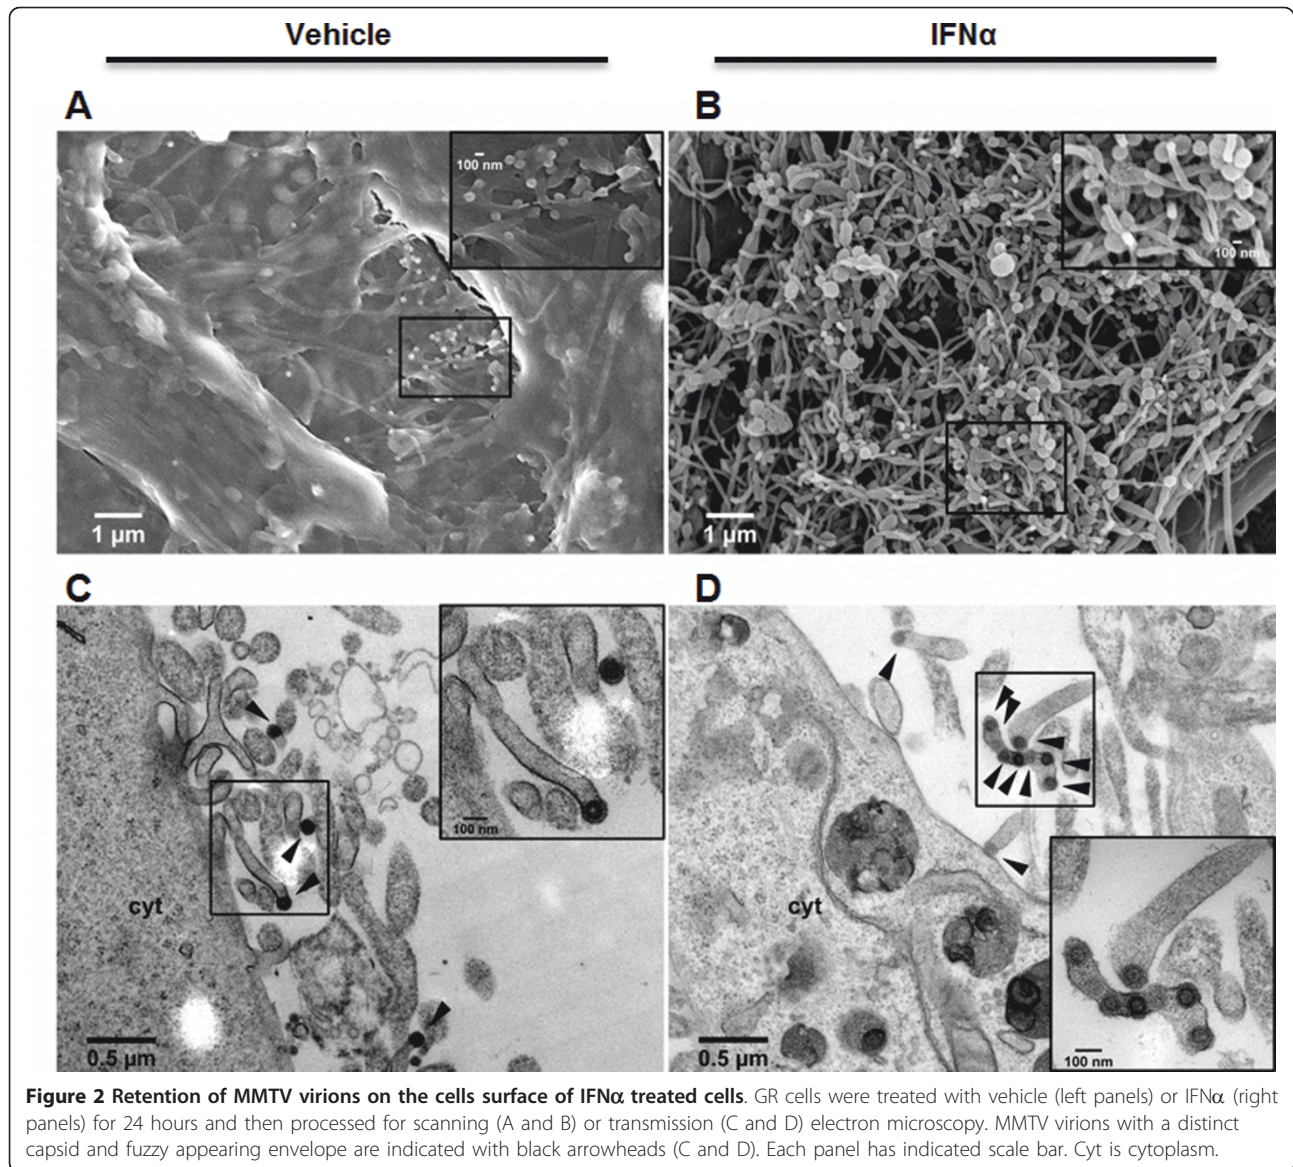 Vehicle
IFNα
A
B
100 nm
100 nm
1 μm
1 μm
C
D
100 nm
cyt
cyt
0.5 μm
0.5 μm
100 nm
Figure 2 Retention of MMTV virions on the cells surface of IFNα treated cells. GR cells were treated with vehicle (left panels) or IFNα (right
panels) for 24 hours and then processed for scanning (A and B) or transmission (C and D) electron microscopy. MMTV virions with a distinct
capsid and fuzzy appearing envelope are indicated with black arrowheads (C and D). Each panel has indicated scale bar. Cyt is cytoplasm.